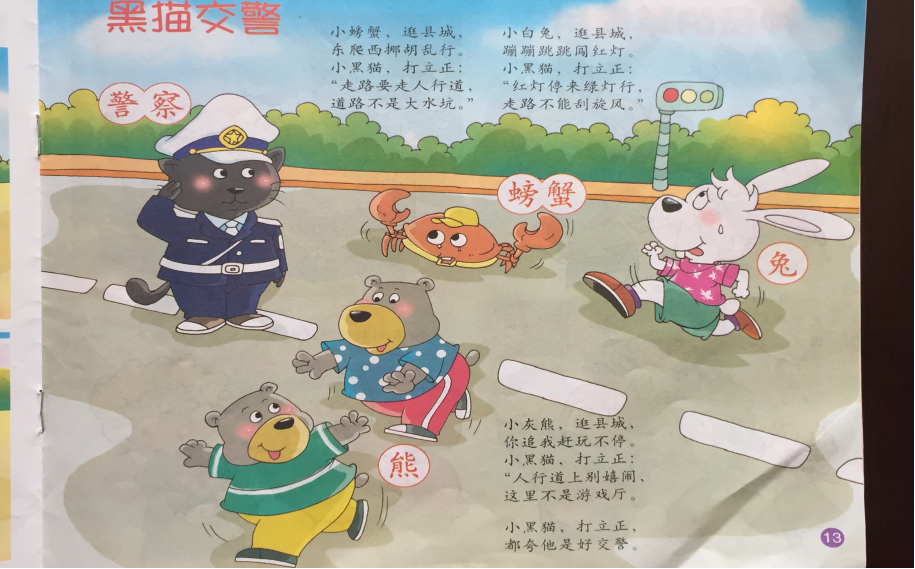 黑猫交警
小螃蟹，逛县城，
东爬西挪胡乱行。
小黑猫，打立正：
“走路要走人行道，
道路不是大水坑。”
小白兔，逛县城，
蹦蹦跳跳闯红灯。
小黑猫，打立正：
“红灯停来绿灯行，
走路不能刮旋风。”
警察
螃蟹
兔
熊
小灰熊，逛县城，
你追我赶玩不停。
小黑猫，打立正：
“人行道上别嬉闹，
这里不是游戏厅。
小黑猫，打立正，
都夸他是好交警。
13